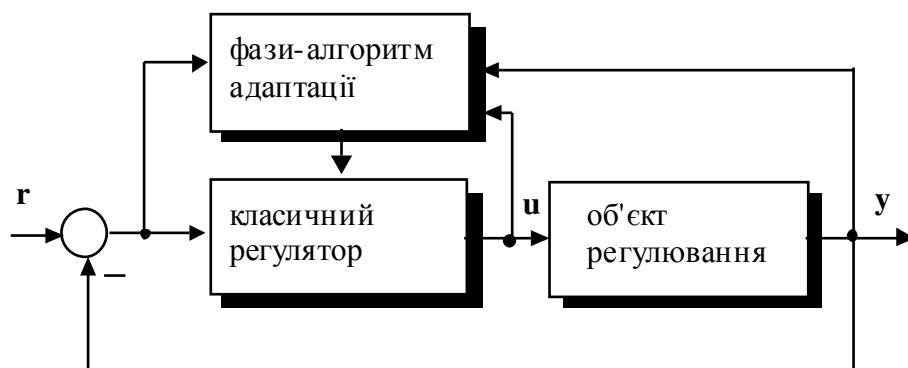 фази-алгоритм
адаптації
r
класичний
регулятор
u
об'єкт
регулювання
y